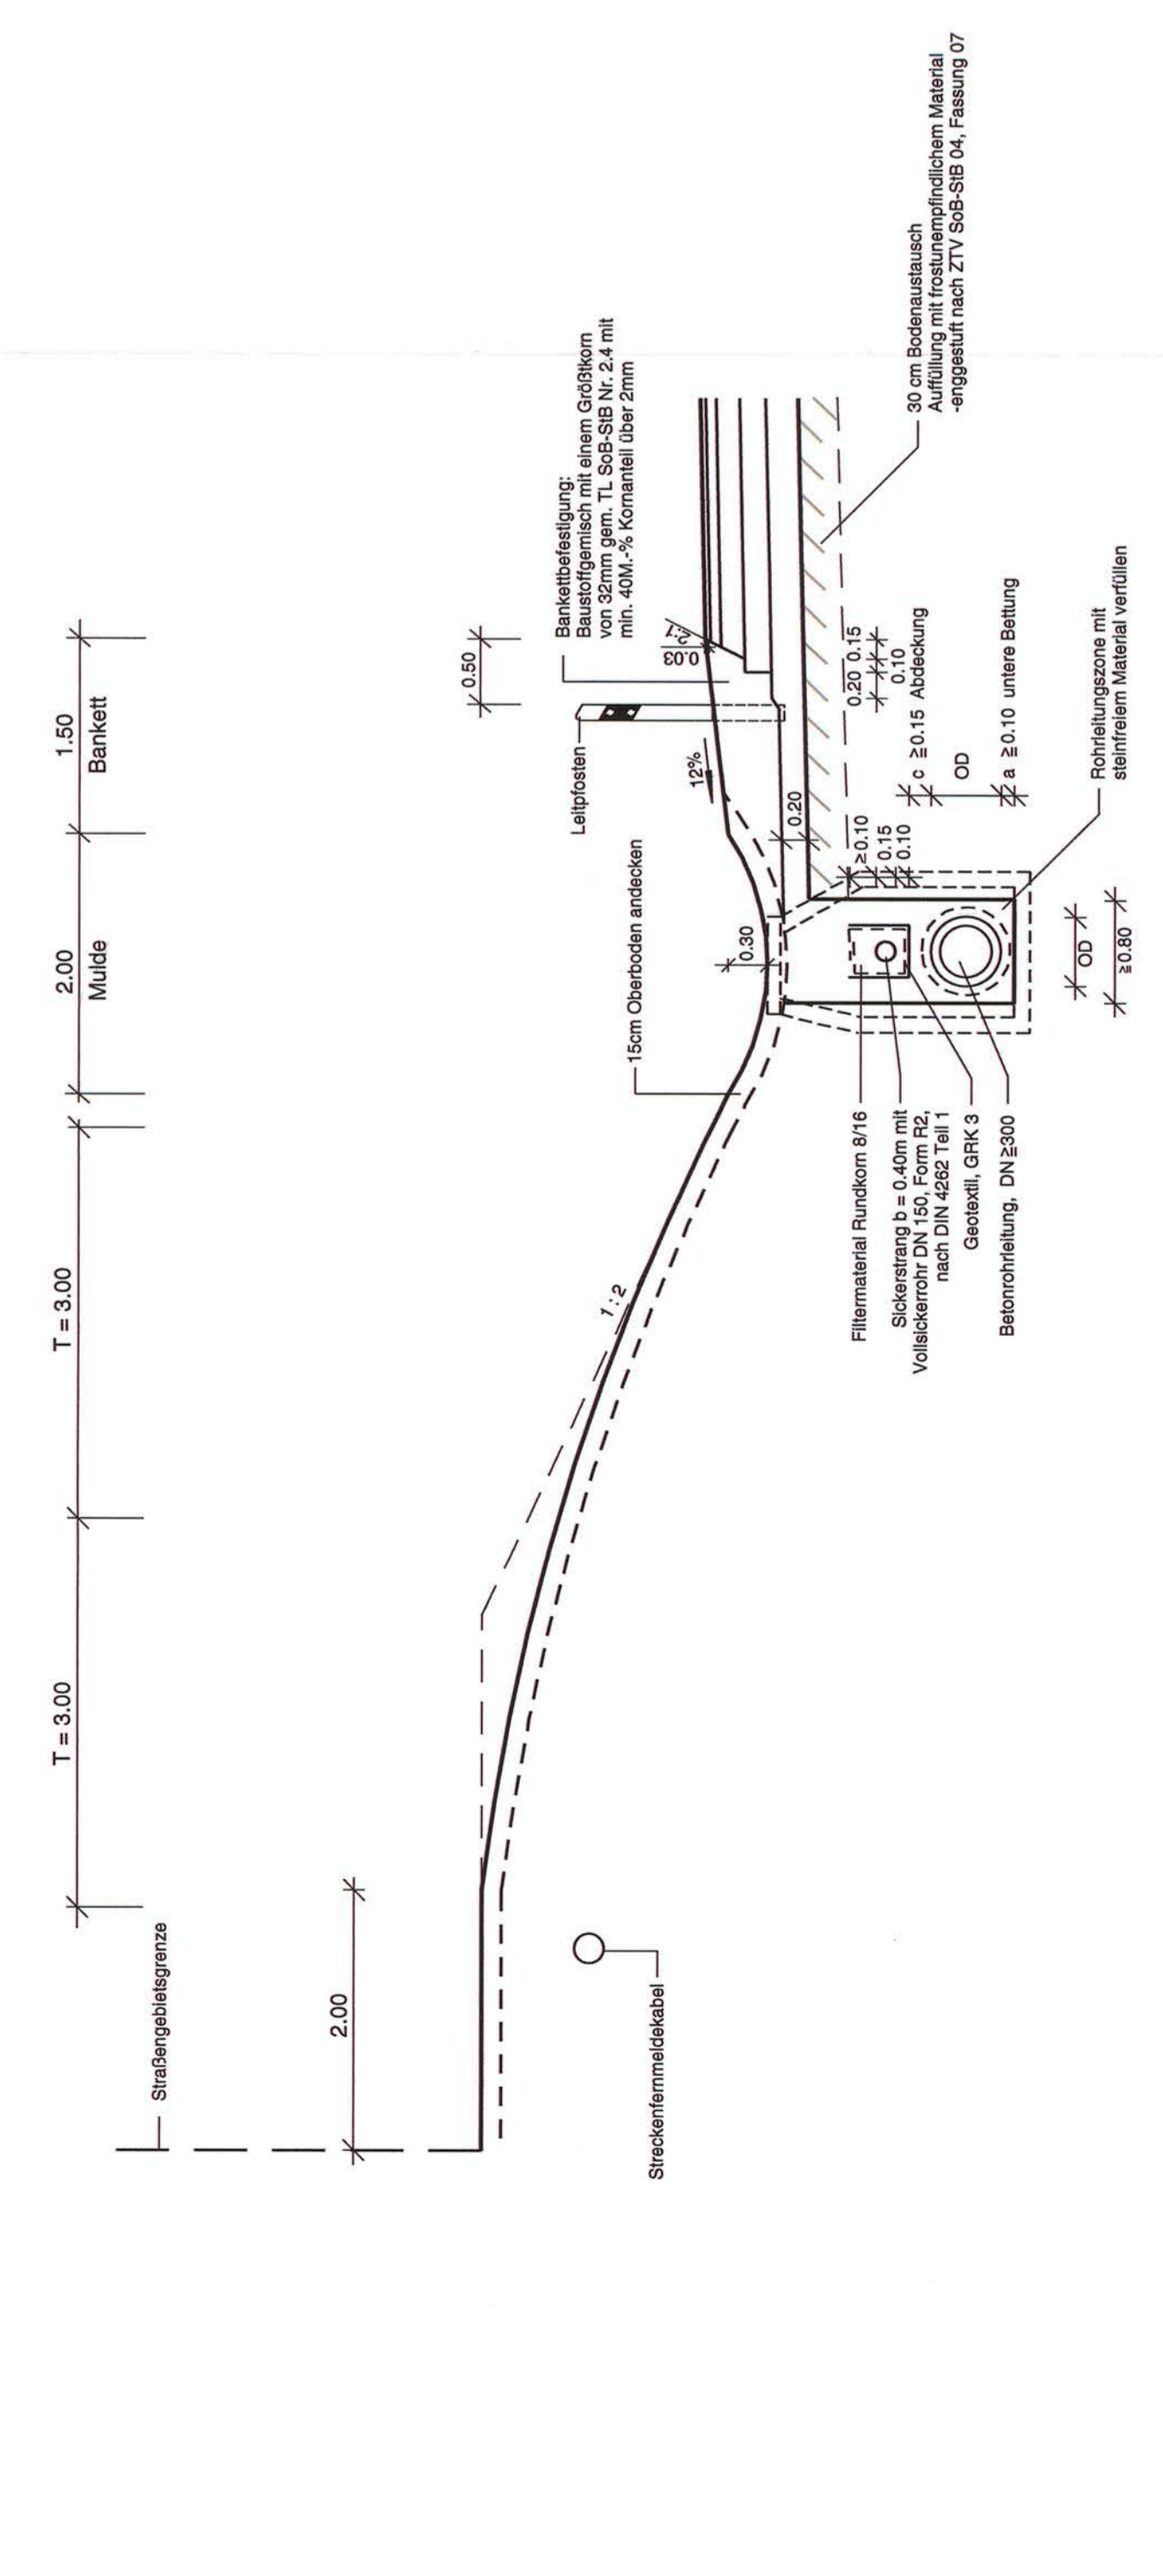 Straßengebietsgrenze
T = 3.00
T = 3.00
2.00
Mulde
1.50
Bankett
2.00
0.50
Leitpfosten
Bankettbefestigung:
Baustoffgemisch mit einem Größtkorn
von 32mm gem. TL SoB-StB Nr. 2.4 mit
min. 40M.-% Kornanteil über 2mm
15cm Oberboden andecken
1:2
12%
0.03
2:1
0.30
0.20
Streckenfernmeldekabel
0.20 0.15
0.10
≥0.10
0.15
0.10
c ≧0.15 Abdeckung
OD
a ≧0.10 untere Bettung
30 cm Bodenaustausch
Auffüllung mit frostunempfindlichem Material
-enggestuft nach ZTV SoB-StB 04, Fassung 07
Filtermaterial Rundkorn 8/16
Sickerstrang b = 0.40m mit
Vollsickerrohr DN 150, Form R2,
nach DIN 4262 Teil 1
Geotextil, GRK 3
Betonrohrleitung, DN≧300
Rohrleitungszone mit
steinfreiem Material verfüllen
OD
≧0.80